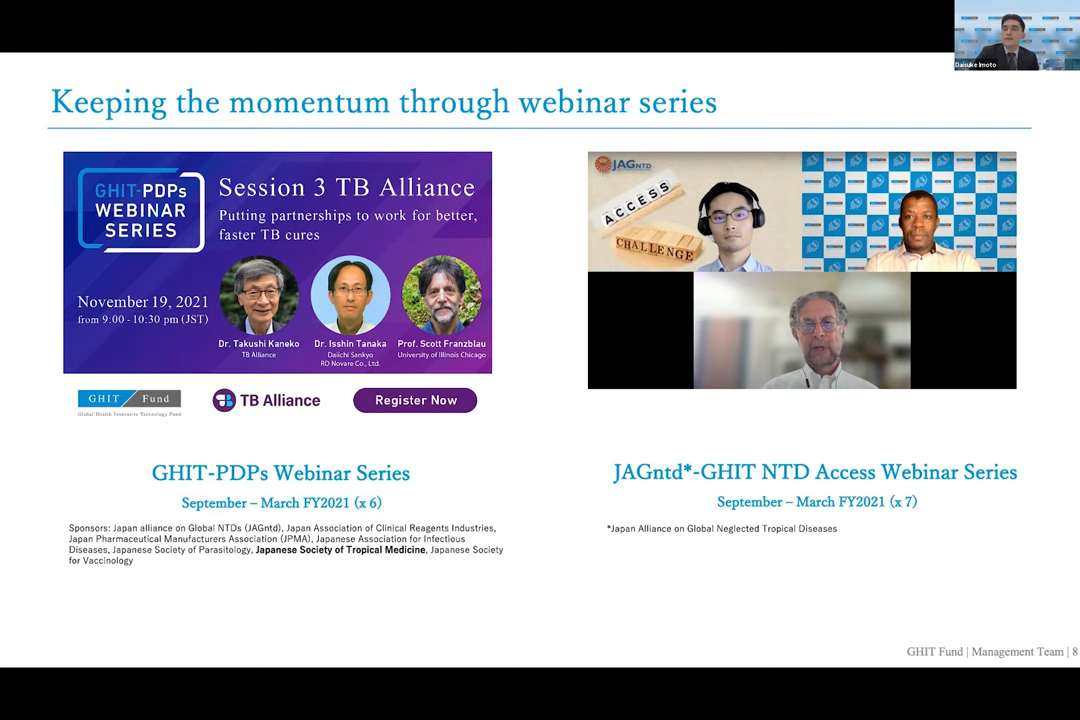 Daisuke Imoto
Keeping the momentum through webinar series
GHIT-PDPs
WEBINAR
SERIES
Session 3 TB Alliance
Putting partnerships to work for better,
faster TB cures
November 19, 2021
from 9:00 - 10:30 pm (JST)
Dr. Takushi Kaneko
TB Alliance
Dr. Isshin Tanaka
Daiichi Sankyo
RD Novare Co., Ltd.
Prof. Scott Franzblau
University of Illinois Chicago
GHIT Fund
Global Health Innovative Technology Fund
TB Alliance
Register Now
JAGNTD
ACCESS
CHALLENGE
GHIT-PDPs Webinar Series
September – March FY2021 (x 6)
Sponsors: Japan alliance on Global NTDs (JAGntd), Japan Association of Clinical Reagents Industries,
Japan Pharmaceutical Manufacturers Association (JPMA), Japanese Association for Infectious
Diseases, Japanese Society of Parasitology, Japanese Society of Tropical Medicine, Japanese Society
for Vaccinology
JAGntd*-GHIT NTD Access Webinar Series
September – March FY2021 (x 7)
*Japan Alliance on Global Neglected Tropical Diseases
GHIT Fund | Management Team | 8